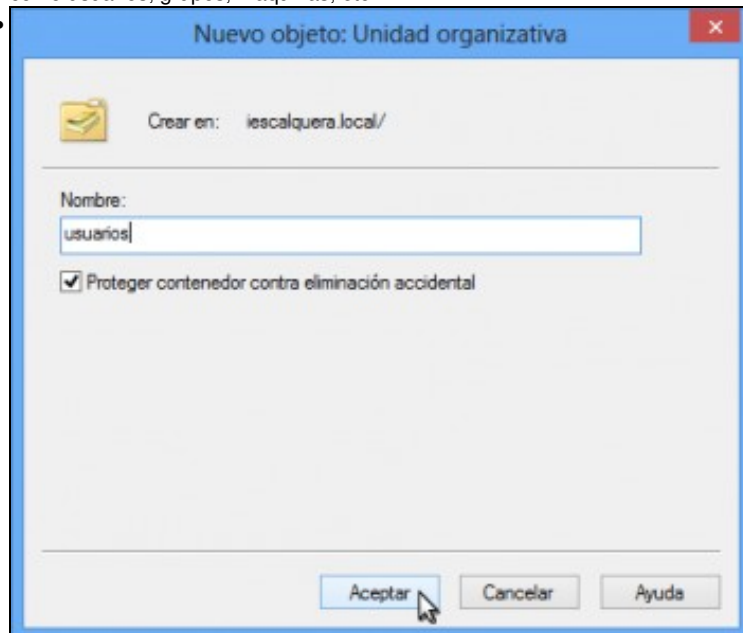 Nuevo objeto: Unidad organizativa
Crear en: iescalquera.local/
Nombre:
usuarios
Proteger contenedor contra eliminación accidental
Aceptar Cancelar Ayuda